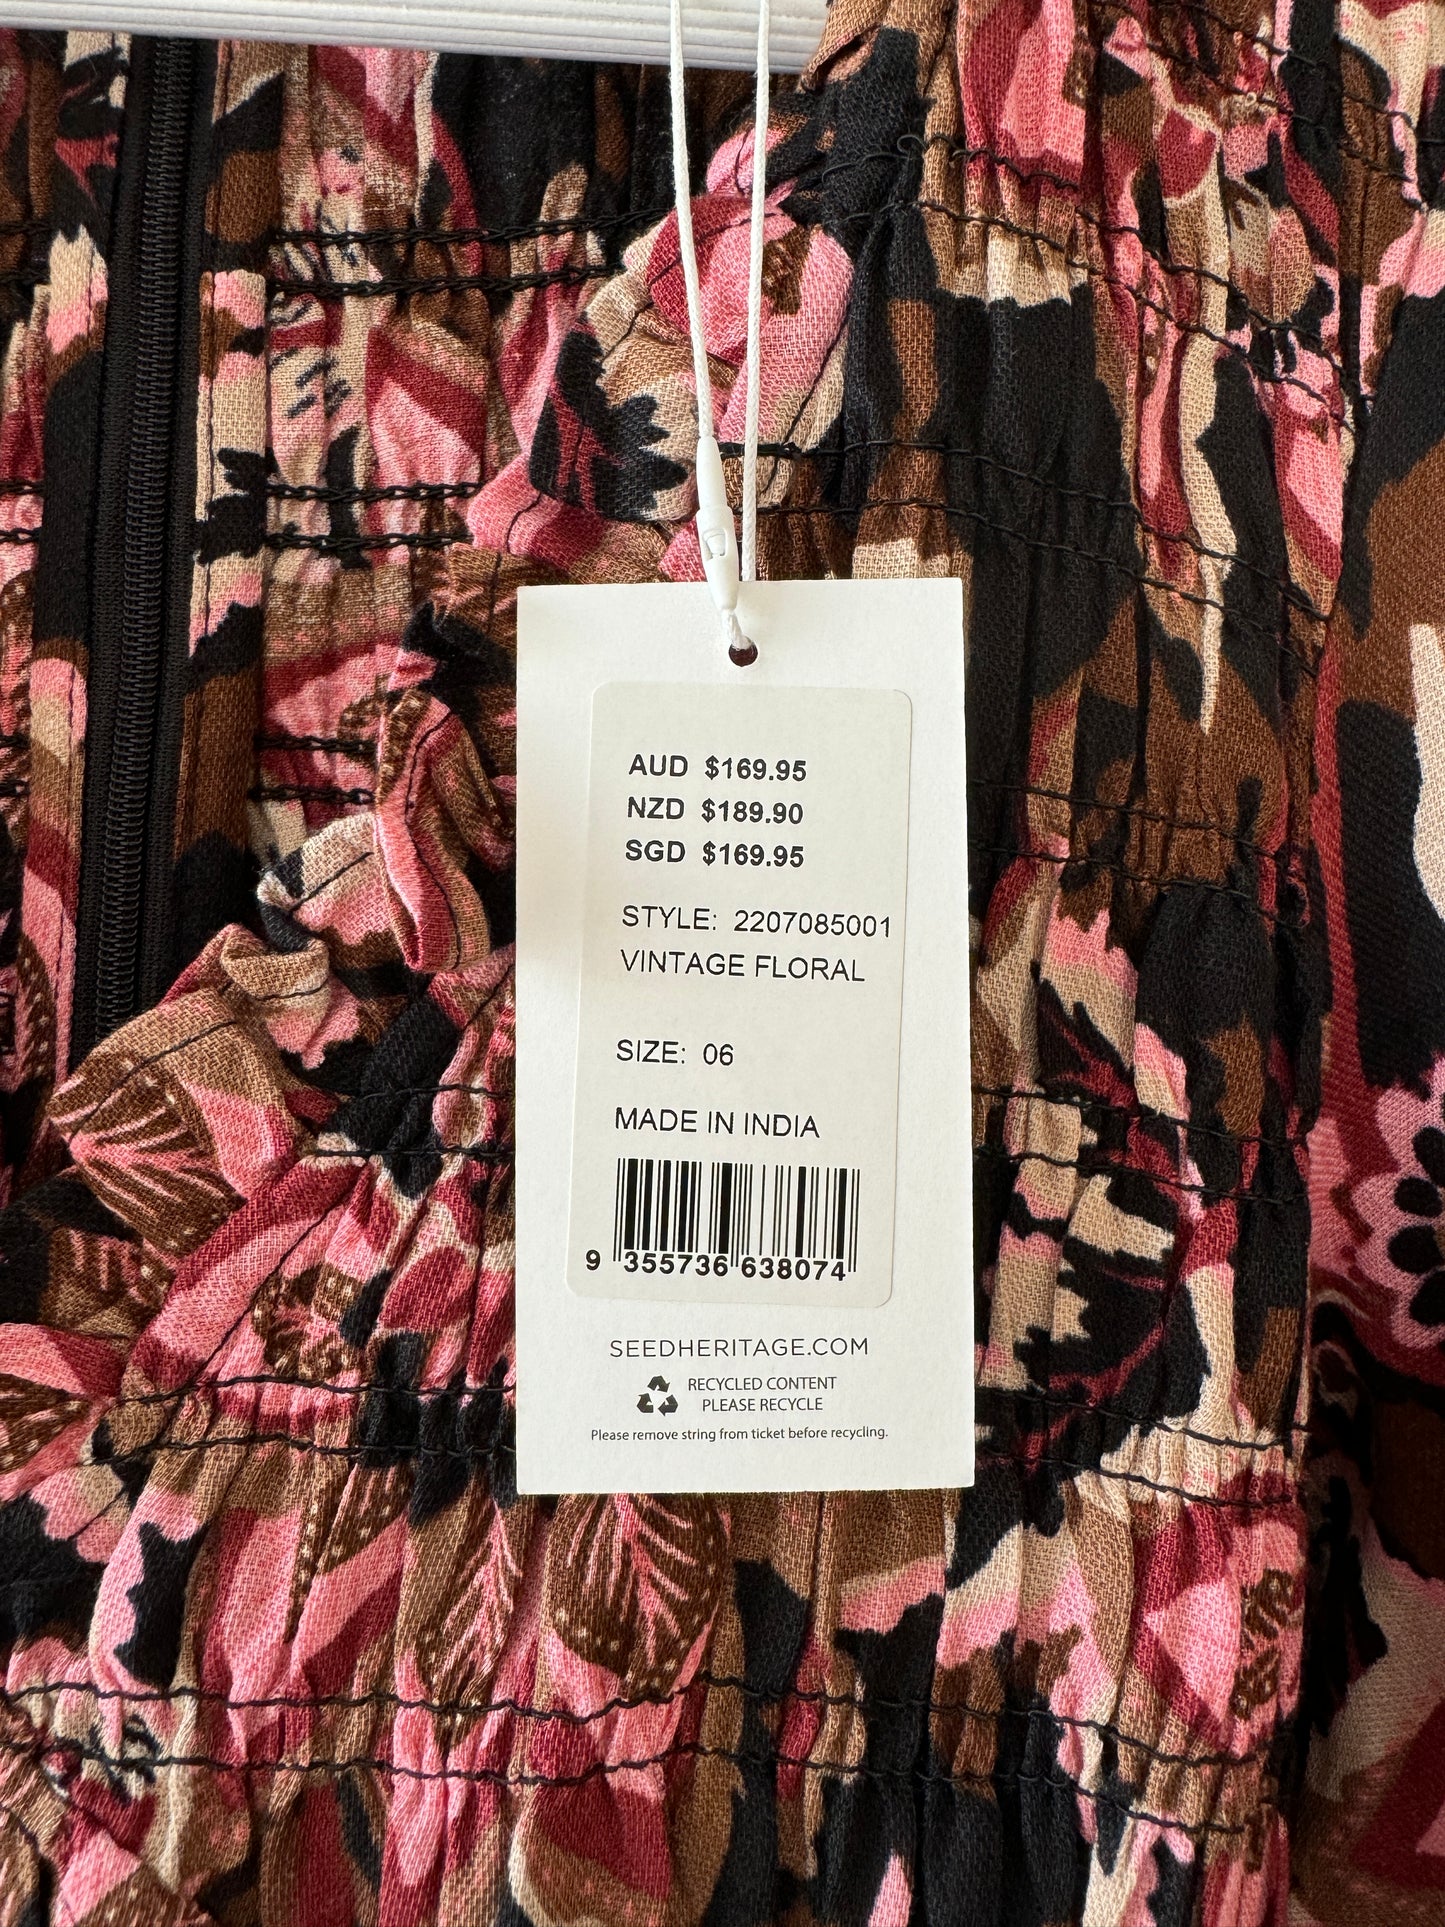 AUD $169.95
NZD $189.90
SGD $169.95
STYLE: 2207085001
VINTAGE FLORAL
SIZE: 06
MADE IN INDIA
9 355736 638074
SEEDHERITAGE.COM
RECYCLED CONTENT
PLEASE RECYCLE
Please remove string from ticket before recycling.